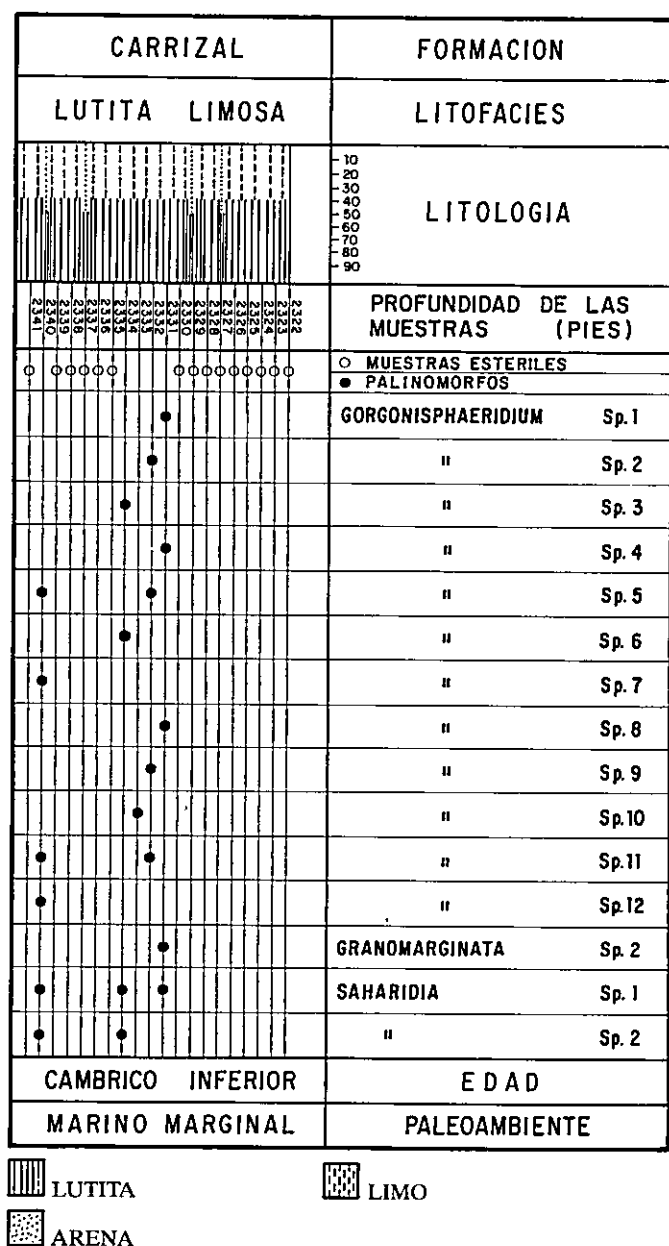 CARRIZAL FORMACION
LUTITA LIMOSA LITOFACIES
10
20
30
40
50
60
70
80
90
LITOLOGIA
2341
2340
2339
2338
2337
2336
2335
2334
2333
2332
2331
2330
2329
2328
2327
2326
2325
2324
2323
2322
PROFUNDIDAD DE LAS
MUESTRAS (PIES)
MUESTRAS ESTERILES
PALINOMORFOS
GORGONISPHAERIDIUM Sp.1
" Sp.2
" Sp.3
" Sp.4
" Sp.5
" Sp.6
" Sp.7
" Sp.8
" Sp.9
" Sp.10
" Sp.11
" Sp.12
GRANOMARGINATA Sp.2
SAHARIDIA Sp.1
" Sp.2
CAMBRICO INFERIOR EDAD
MARINO MARGINAL PALEOAMBIENTE
LUTITA LIMO
ARENA